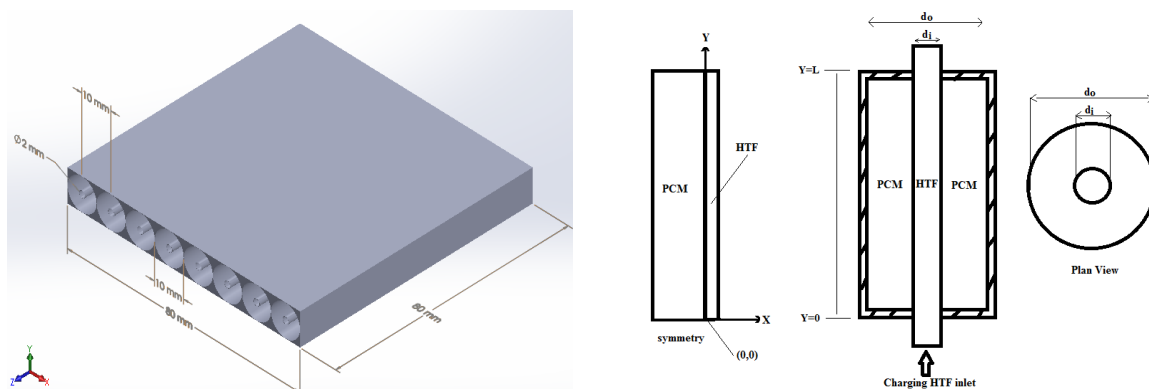 10 mm
Ø2 mm
10 mm
80 mm
80 mm
Y
Z
X
Y
PCM
HTF
X
symmetry
(0,0)
do
di
Y=L
PCM
HTF
PCM
Y=0
Charging HTF inlet
do
di
Plan View